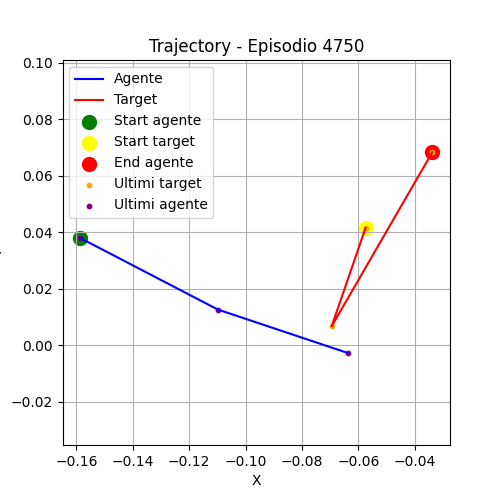 Trajectory - Episodio 4750
Agente
Target
Start agente
Start target
End agente
Ultimi target
Ultimi agente
0.10
0.08
0.06
0.04
0.02
0.00
−0.02
−0.16 −0.14 −0.12 −0.10 −0.08 −0.06 −0.04
X